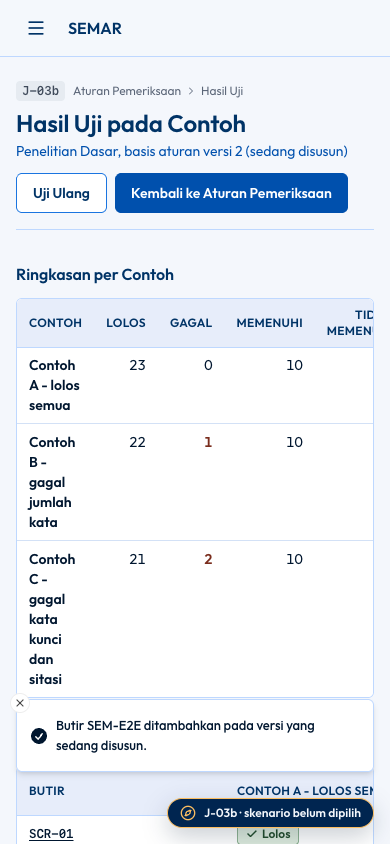 SEMAR
J-03b Aturan Pemeriksaan > Hasil Uji
Hasil Uji pada Contoh
Penelitian Dasar, basis aturan versi 2 (sedang disusun)
Uji Ulang Kembali ke Aturan Pemeriksaan
Ringkasan per Contoh
CONTOH LOLOS GAGAL MEMENUHI
Contoh A - lolos semua 23 0 10
Contoh B - gagal jumlah kata 22 1 10
Contoh C - gagal kata kunci dan sitasi 21 2 10
Butir SEM-E2E ditambahkan pada versi yang
sedang disusun.
BUTIR CONTOH A - LOLOS
J-03b · skenario belum dipilih
SCR-01 Lolos